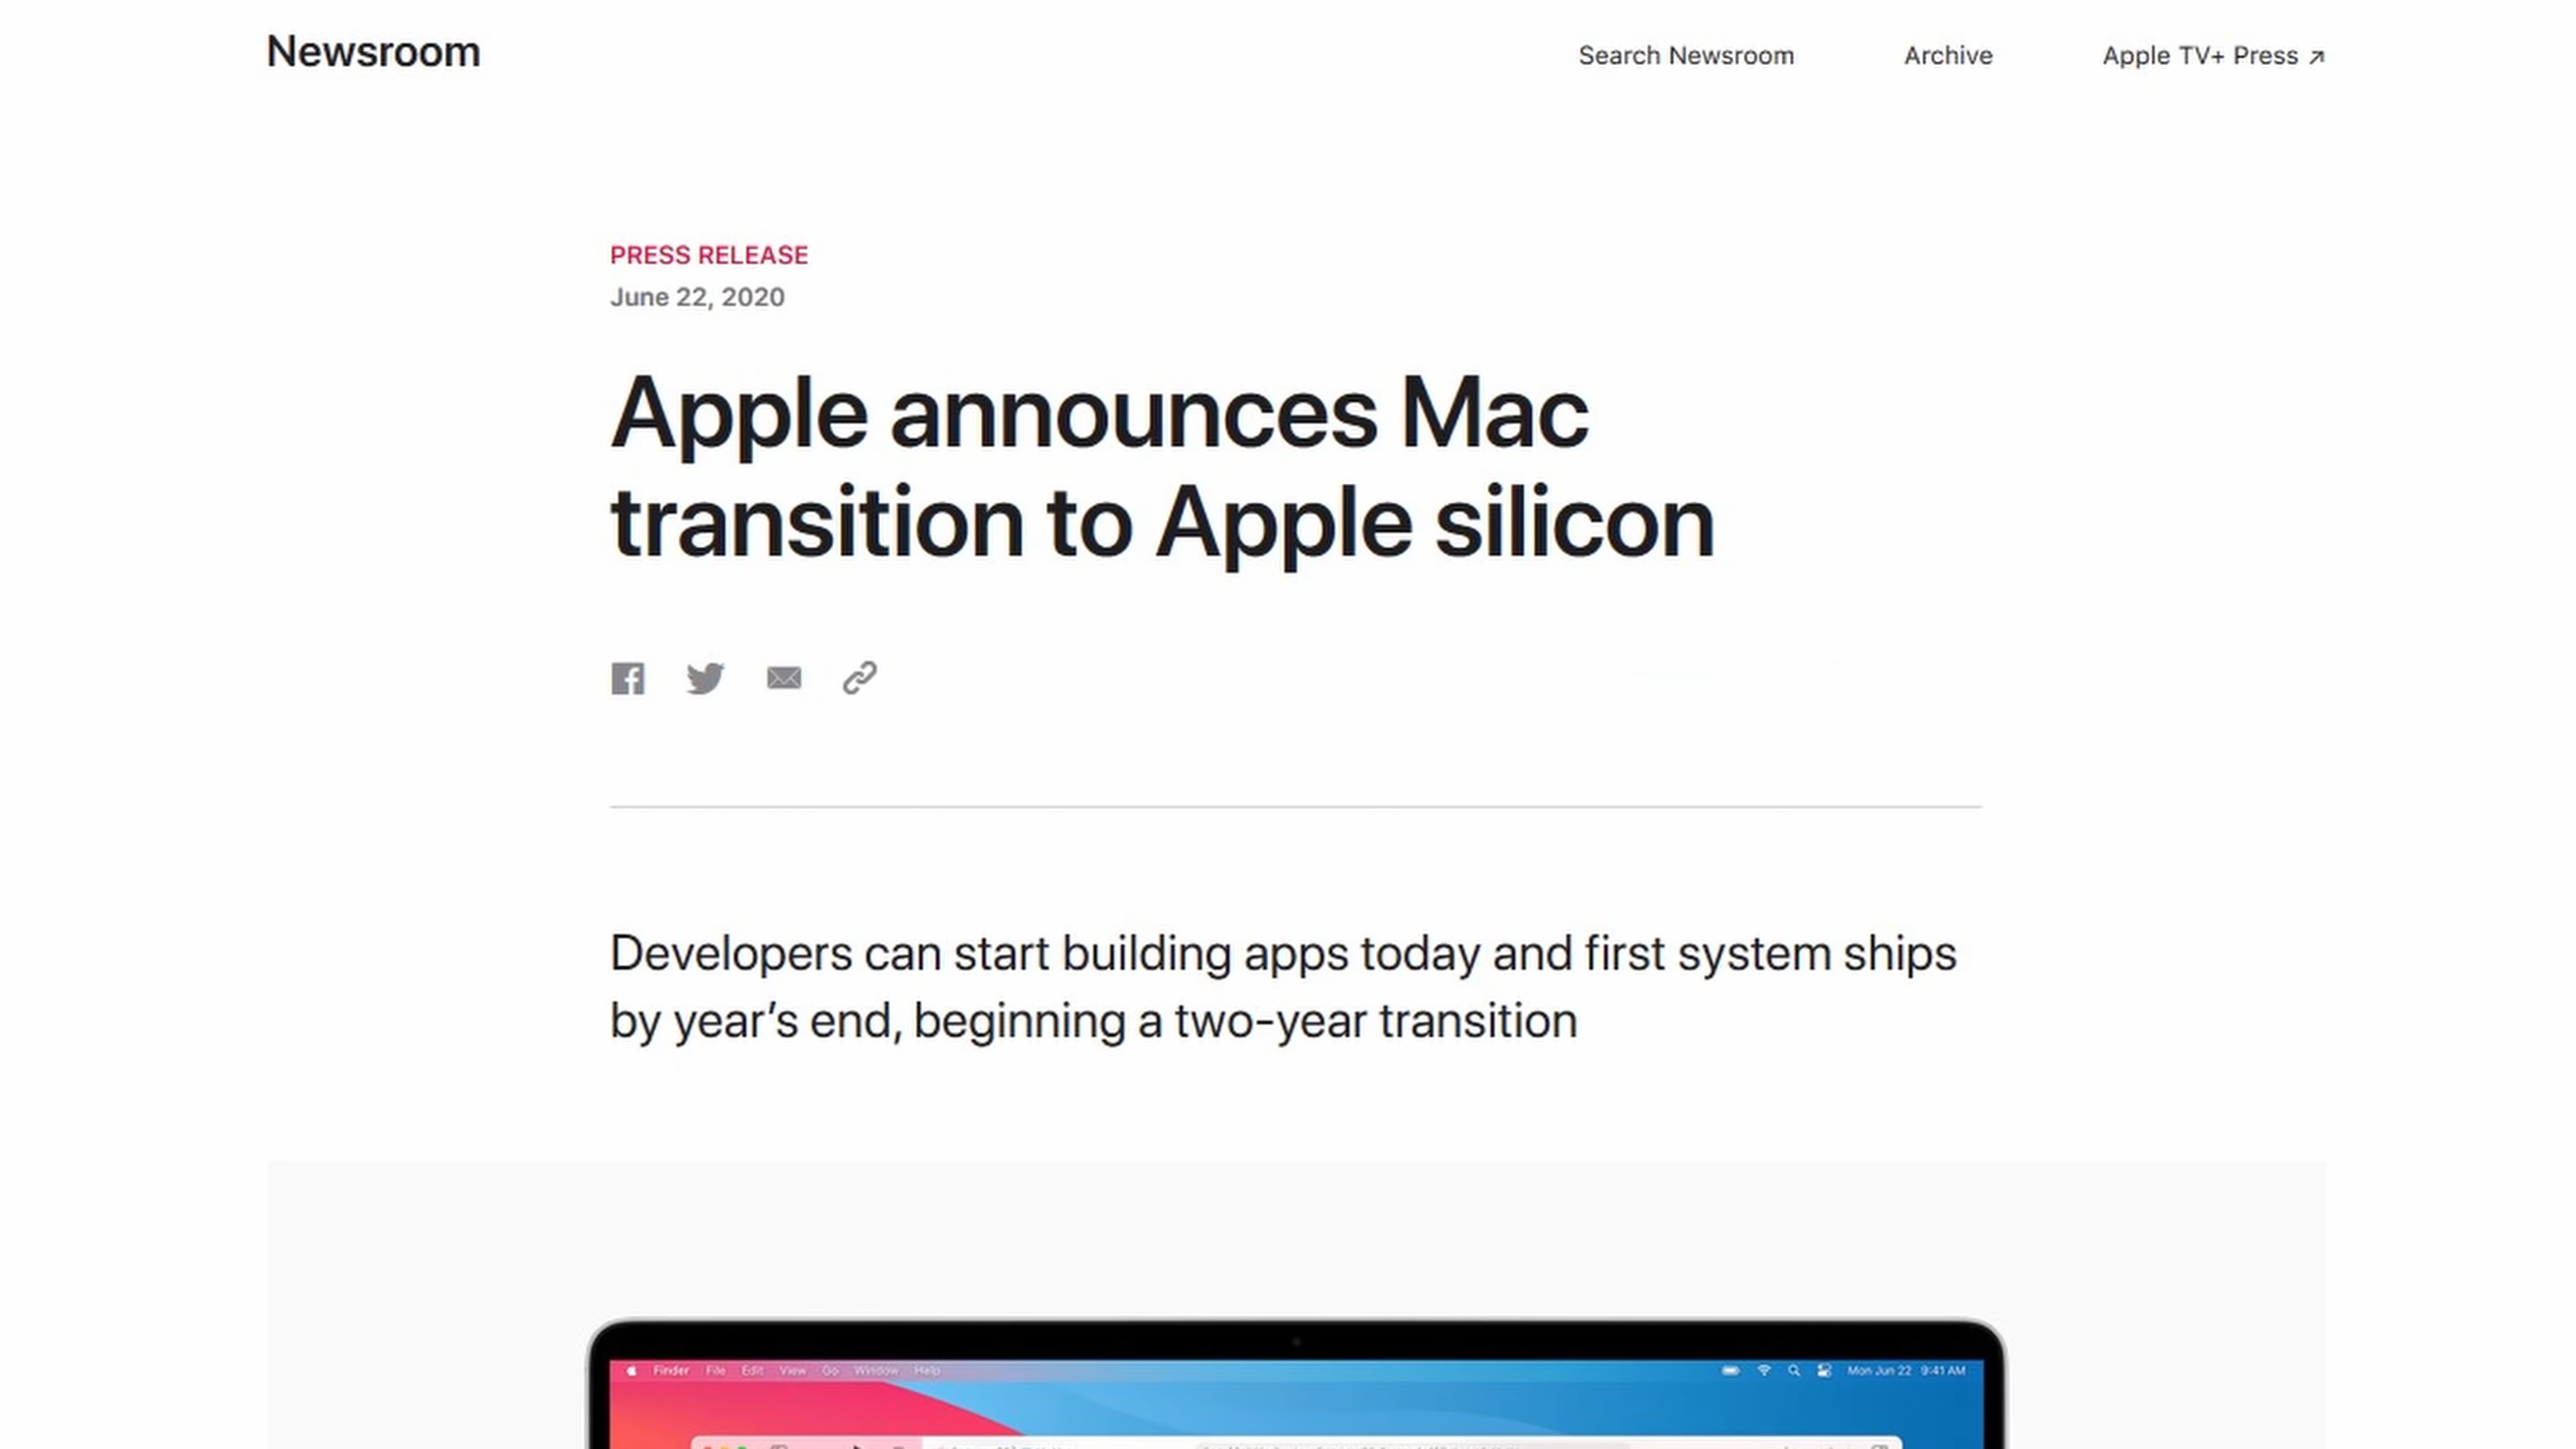 Newsroom
Search Newsroom
Archive
Apple TV+ Press ↗
PRESS RELEASE
June 22, 2020
Apple announces Mac
transition to Apple silicon
Developers can start building apps today and first system ships
by year’s end, beginning a two-year transition
Finder File Edit View Go Window Help
Mon Jun 22 9:41 AM